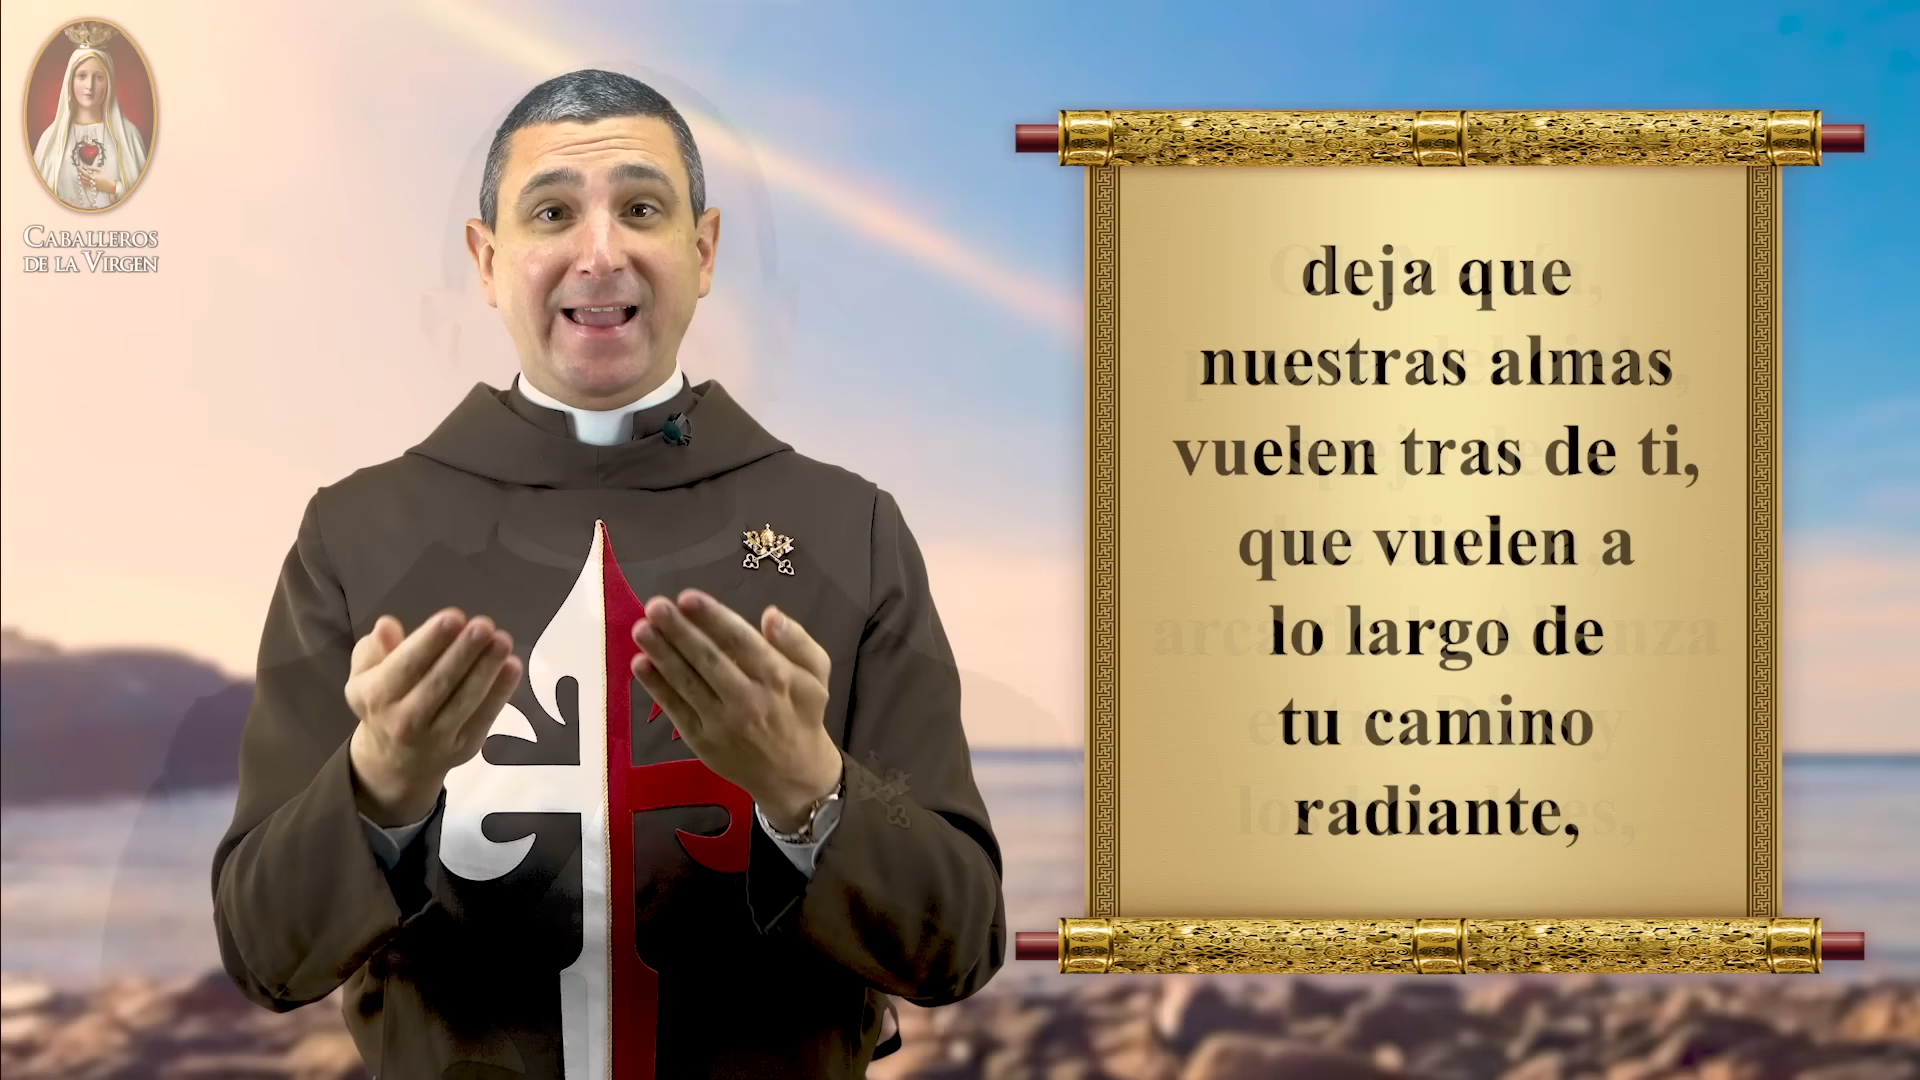 CABALLEROS
DE LA VIRGEN
deja que
nuestras almas
vuelen tras de ti,
que vuelen a
lo largo de
tu camino
radiante,